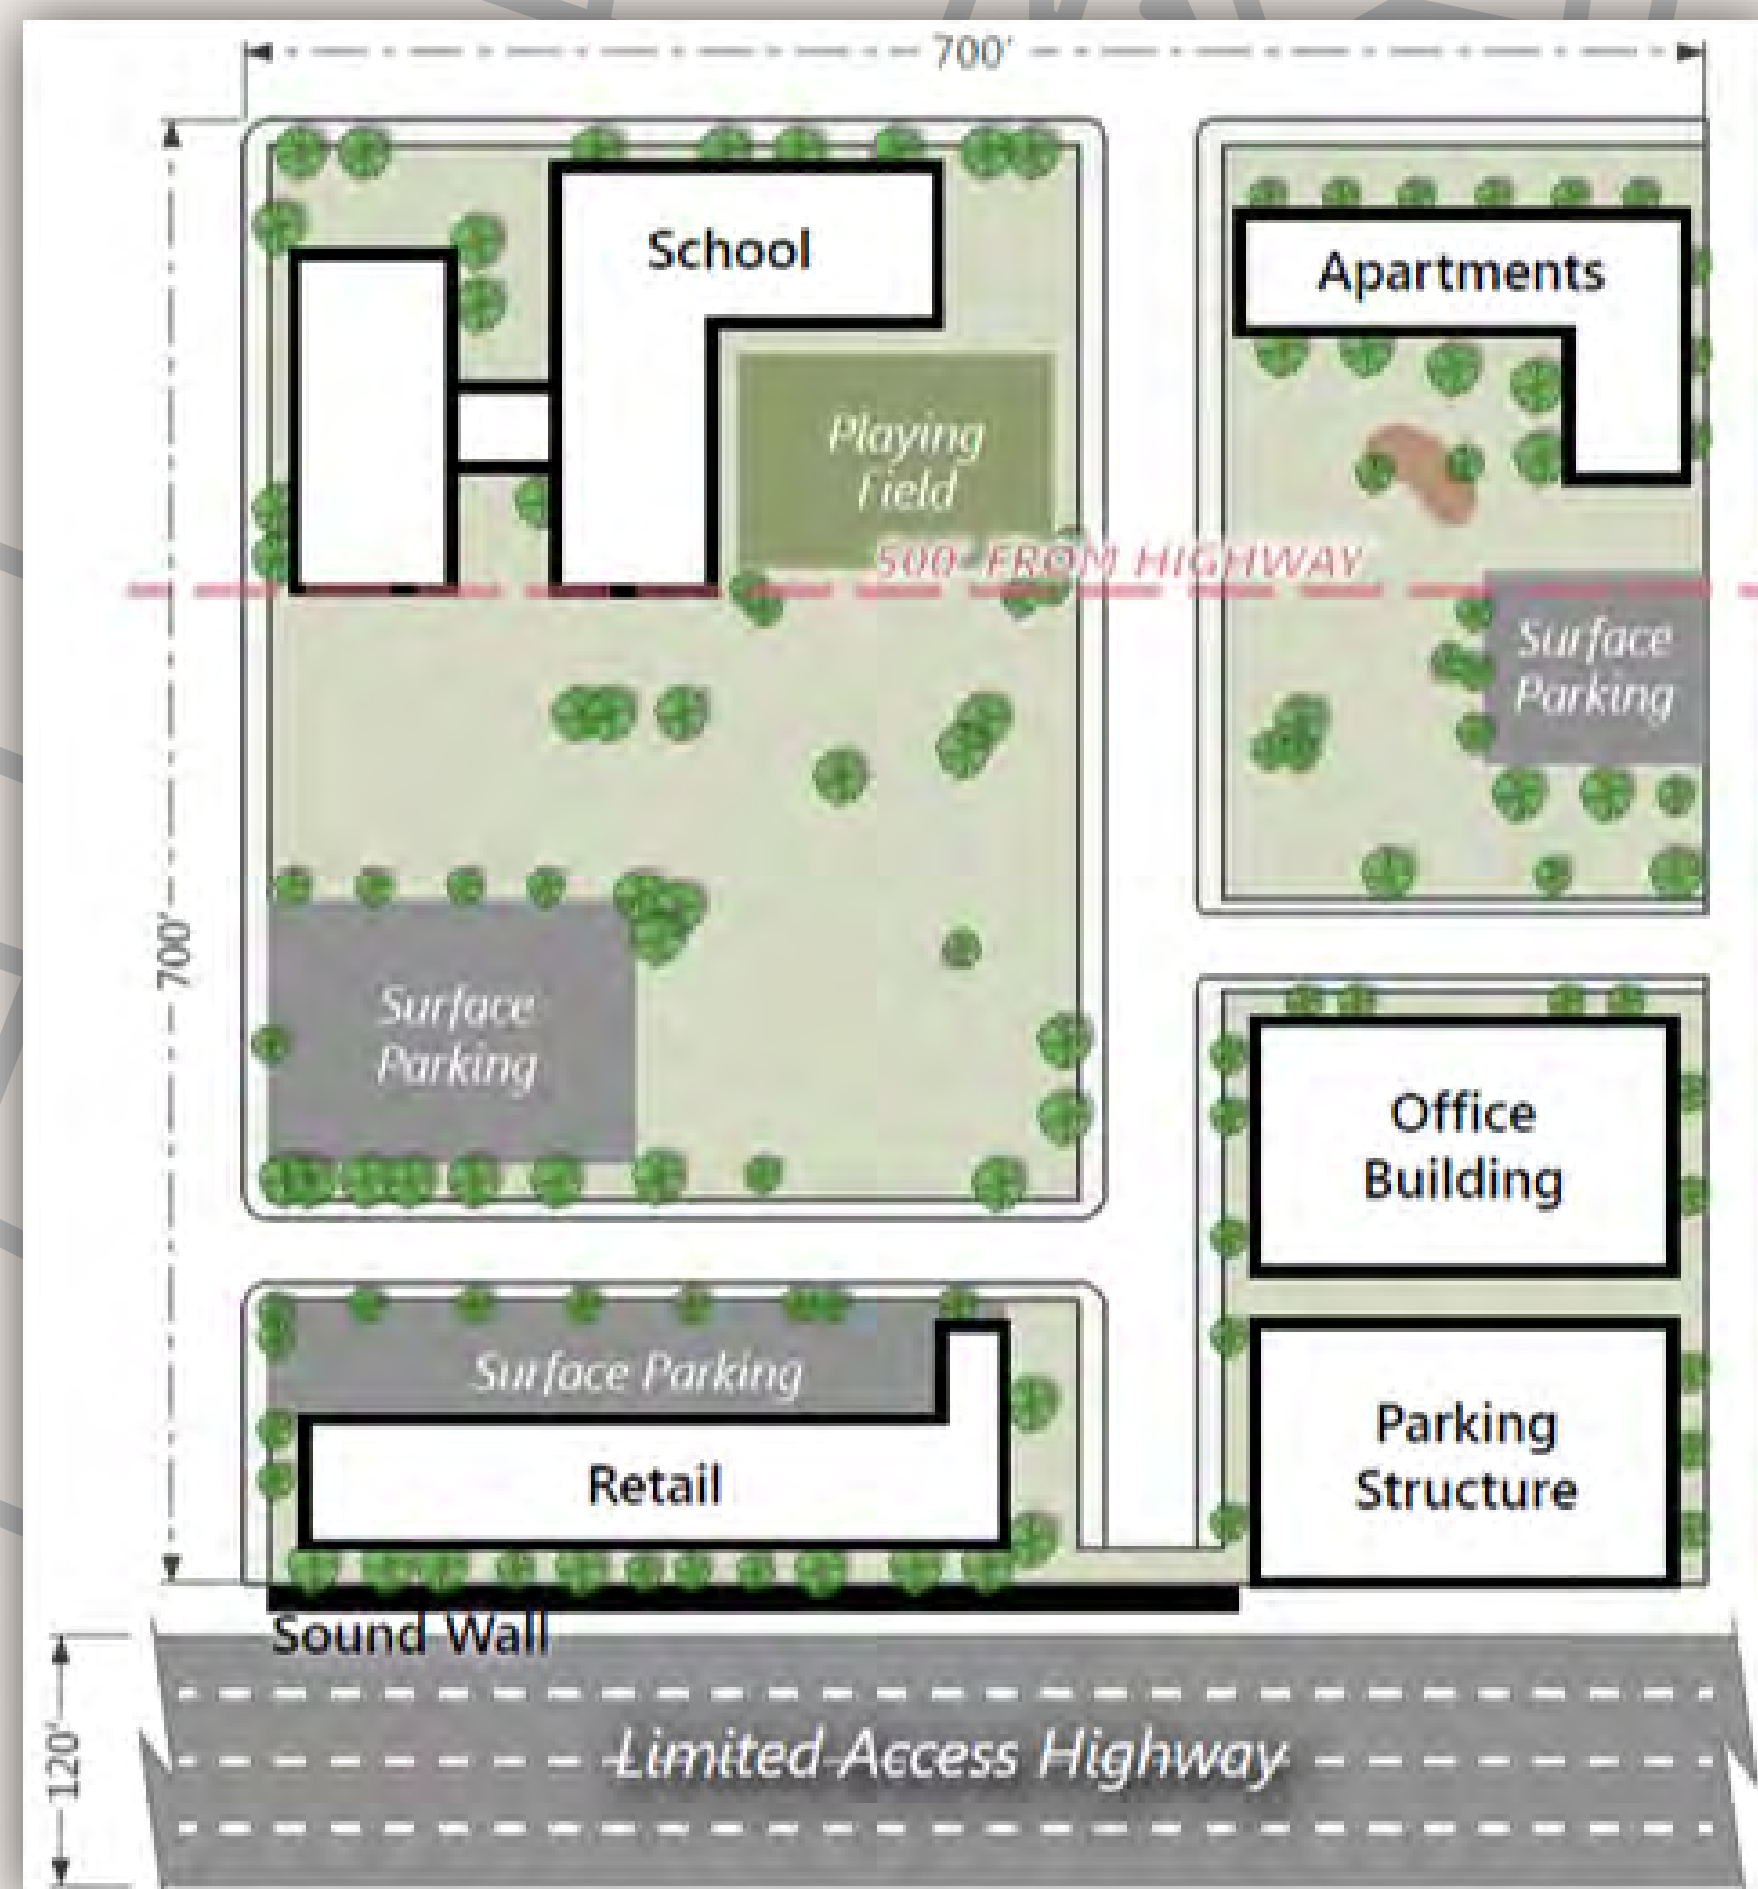 700'
School
Apartments
Playing
Field
500' FROM HIGHWAY
Surface
Parking
700'
Surface
Parking
Office
Building
Surface Parking
Parking
Structure
Retail
Sound Wall
120'
Limited Access Highway